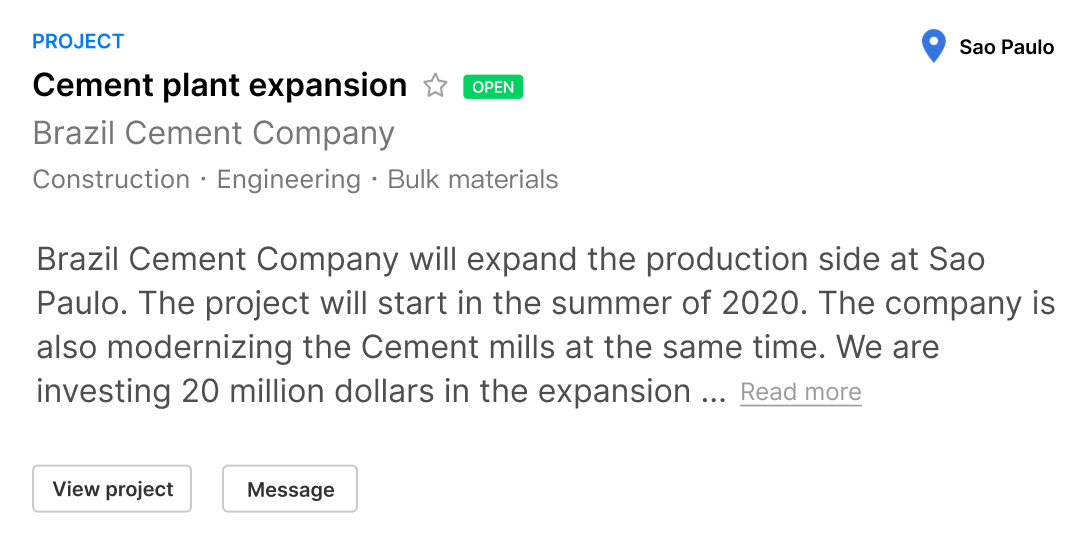 PROJECT
Sao Paulo
Cement plant expansion OPEN
Brazil Cement Company
Construction · Engineering · Bulk materials
Brazil Cement Company will expand the production side at Sao
Paulo. The project will start in the summer of 2020. The company is
also modernizing the Cement mills at the same time. We are
investing 20 million dollars in the expansion ... Read more
View project
Message